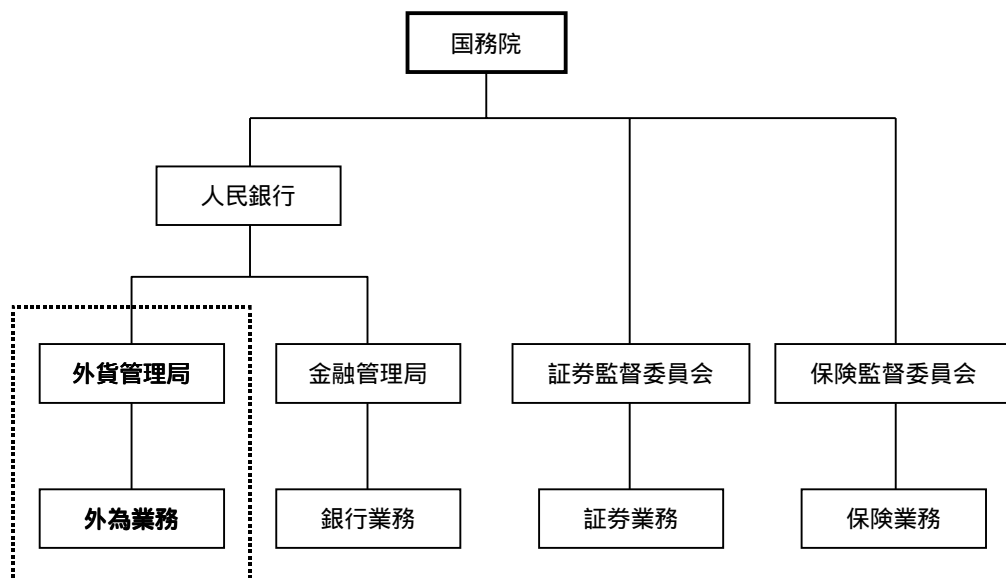 国務院
人民銀行
外貨管理局
金融管理局
証券監督委員会
保険監督委員会
外為業務
銀行業務
証券業務
保険業務